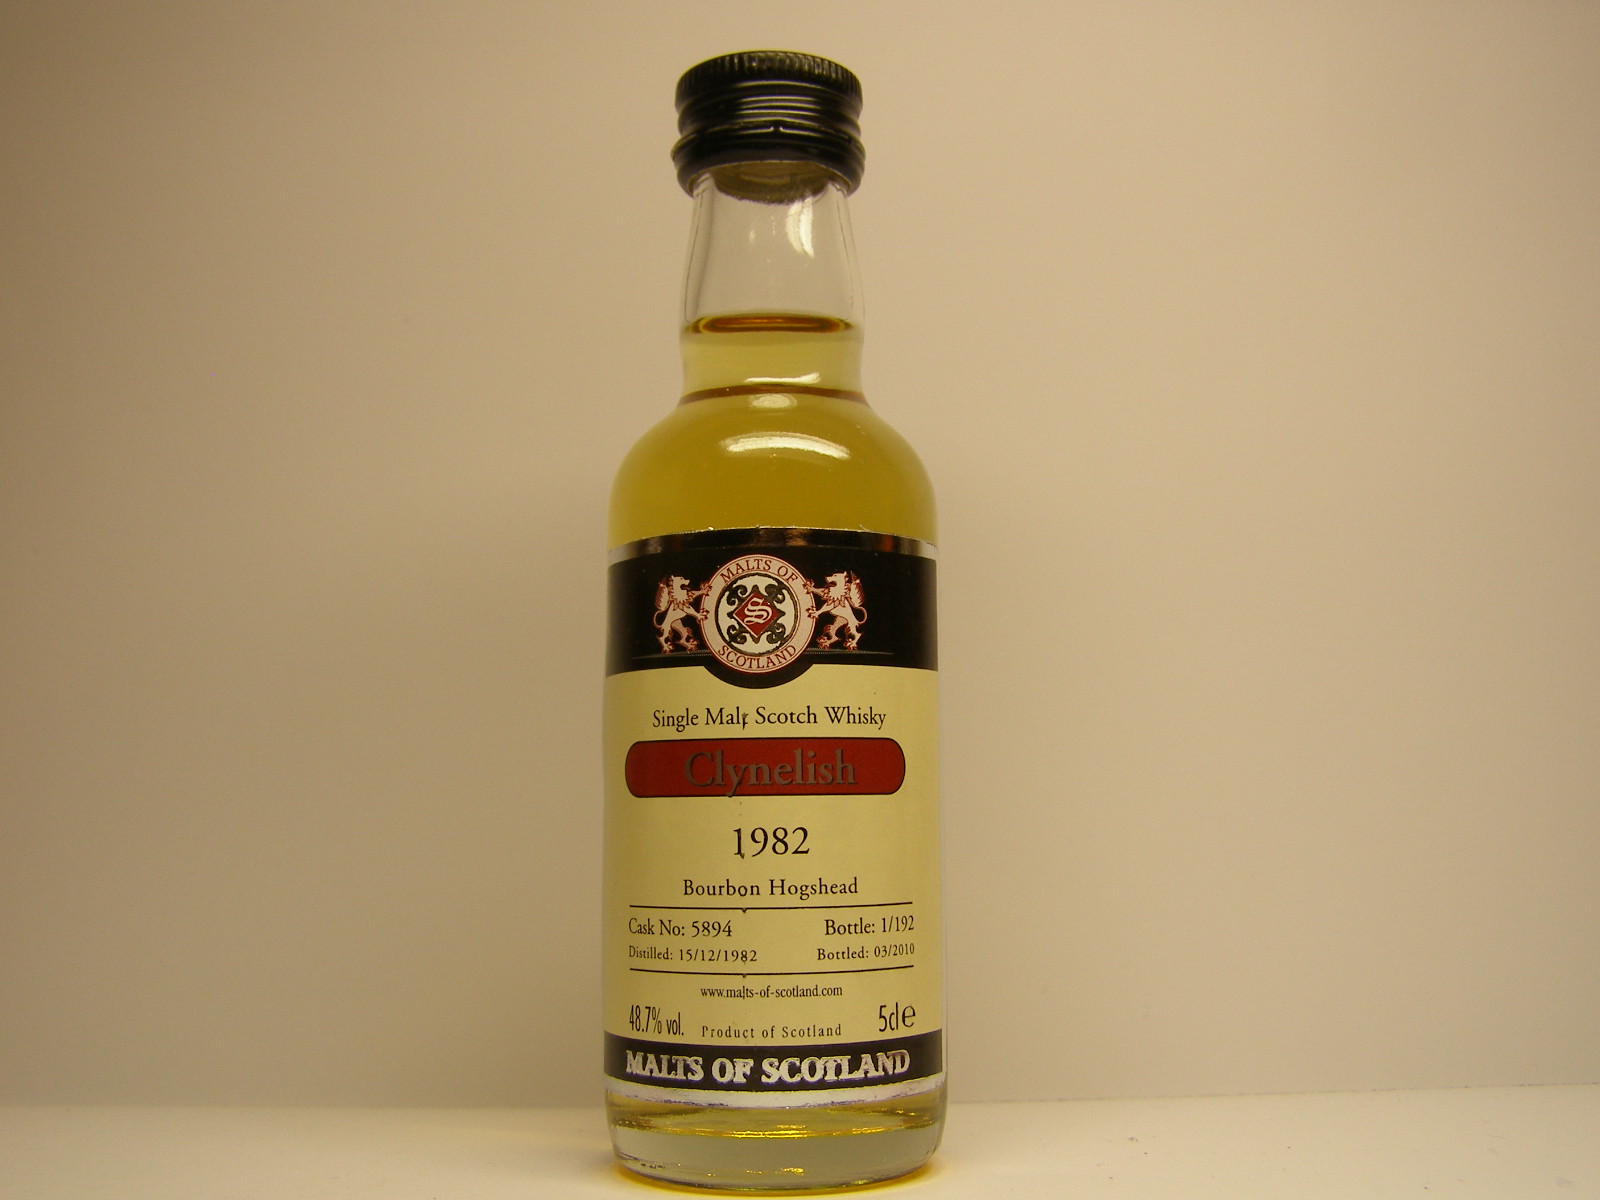 MALTS OF
S
SCOTLAND
Single Malt Scotch Whisky
Clynelish
1982
Bourbon Hogshead
Cask No: 5894 Bottle: 1/192
Distilled: 15/12/1982 Bottled: 03/2010
www.malts-of-scotland.com
48.7% vol. Product of Scotland 5cl e
MALTS OF SCOTLAND